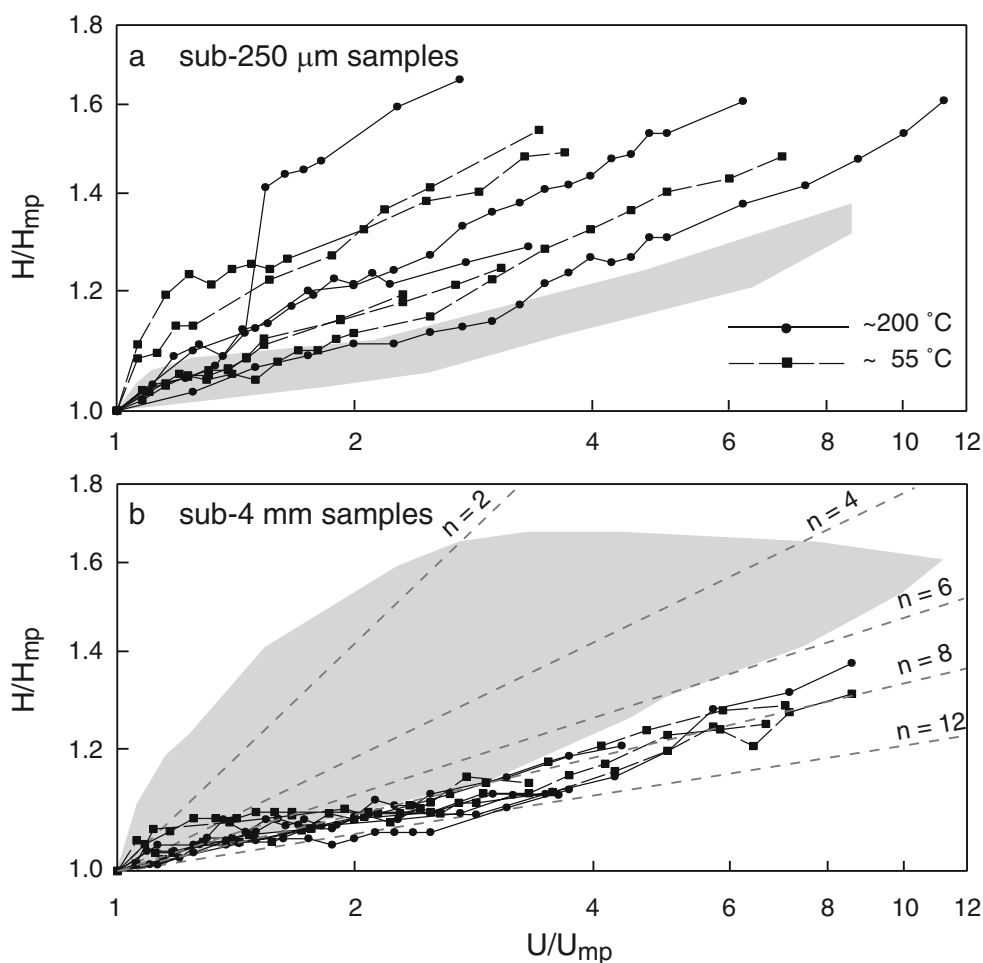 1.8
a sub-250 μm samples
1.6
1.4
H/Hmp
1.2
~200 ˚C
~ 55 ˚C
1.0
1 2 4 6 8 10 12
1.8
b sub-4 mm samples
n = 2
n = 4
1.6
n = 6
1.4
n = 8
H/Hmp
n = 12
1.2
1.0
1 2 4 6 8 10 12
U/Ump